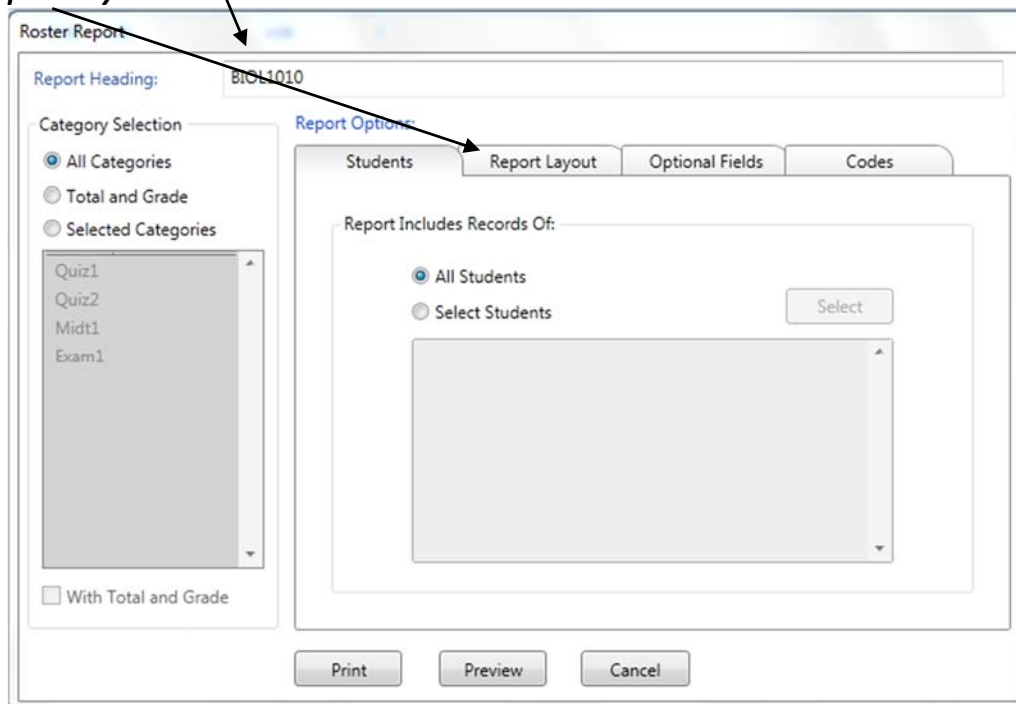 Roster Report
Report Heading: BIOL1010
Category Selection
All Categories
Total and Grade
Selected Categories
Quiz1
Quiz2
Midt1
Exam1
With Total and Grade
Report Options:
Students Report Layout Optional Fields Codes
Report Includes Records Of:
All Students
Select Students Select
Print Preview Cancel